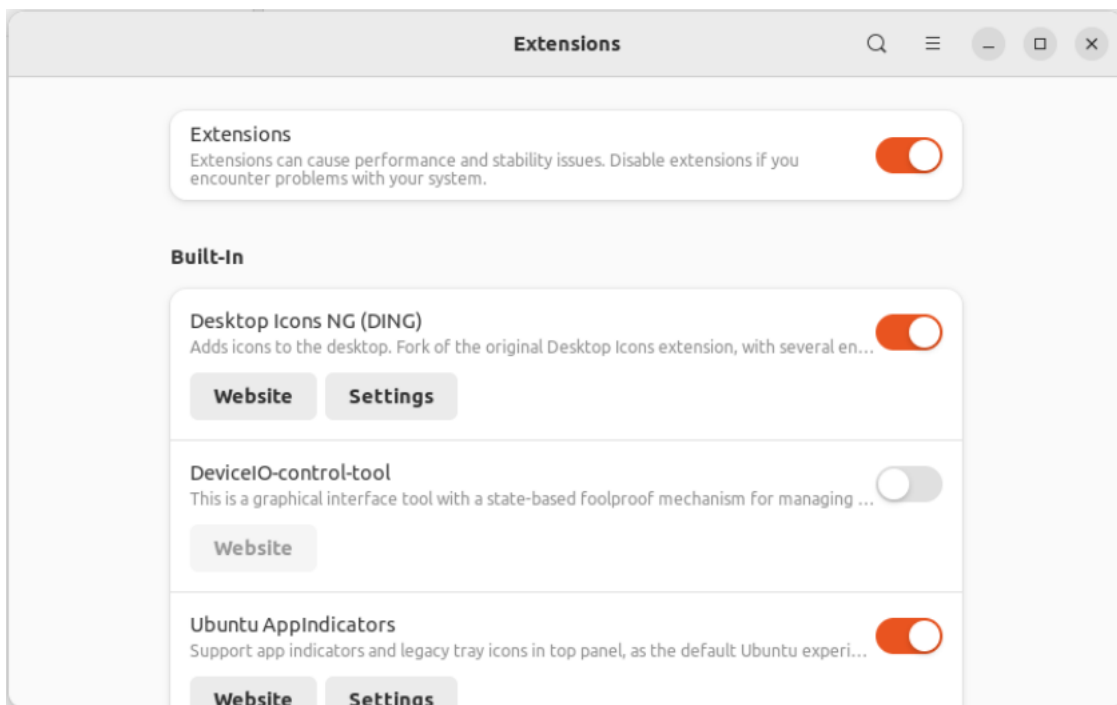 Extensions
Extensions
Extensions can cause performance and stability issues. Disable extensions if you
encounter problems with your system.
Built-In
Desktop Icons NG (DING)
Adds icons to the desktop. Fork of the original Desktop Icons extension, with several en...
Website Settings
DeviceIO-control-tool
This is a graphical interface tool with a state-based foolproof mechanism for managing ...
Website
Ubuntu AppIndicators
Support app indicators and legacy tray icons in top panel, as the default Ubuntu experi...
Website Settings